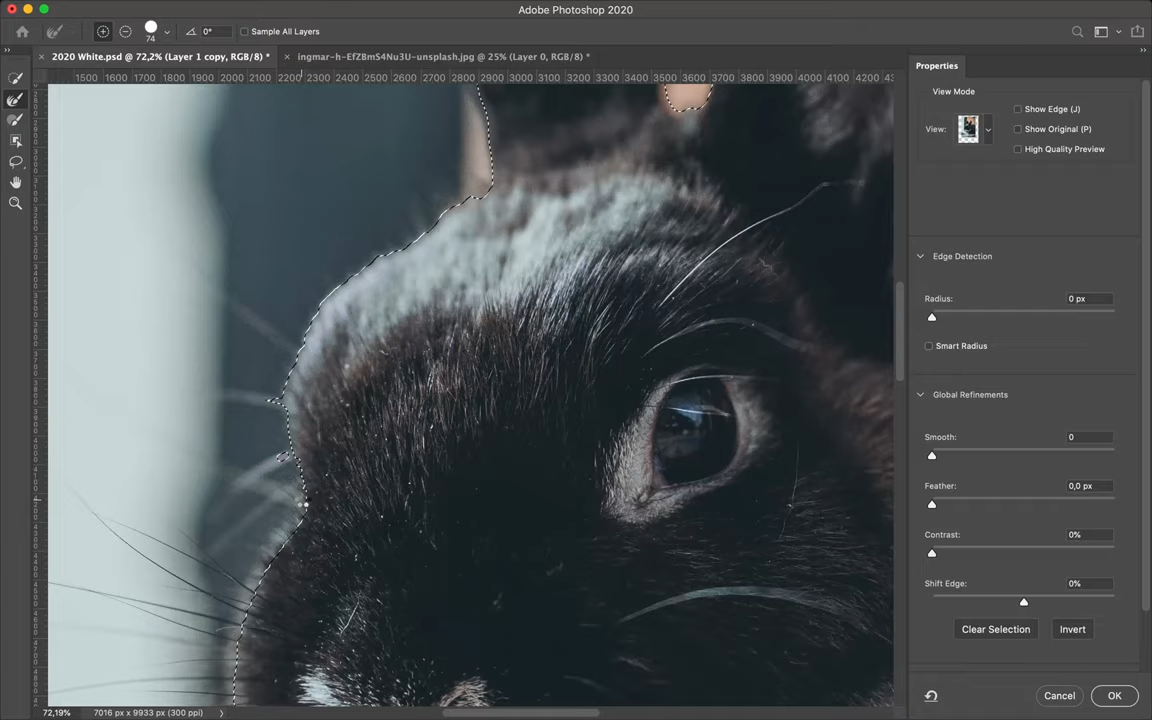 Adobe Photoshop 2020
74
0°
Sample All Layers
2020 White.psd @ 72,2% (Layer 1 copy, RGB/8) *
ingmar-h-EfZBmS4Nu3U-unsplash.jpg @ 25% (Layer 0, RGB/8) *
1500 1600 1700 1800 1900 2000 2100 2200 2300 2400 2500 2600 2700 2800 2900 3000 3100 3200 3300 3400 3500 3600 3700 3800 3900 4000 4100 4200
Properties
View Mode
View:
Show Edge (J)
Show Original (P)
High Quality Preview
Edge Detection
Radius:
0 px
Smart Radius
Global Refinements
Smooth:
0
Feather:
0,0 px
Contrast:
0%
Shift Edge:
0%
Clear Selection
Invert
Cancel
OK
72,19%
7016 px x 9933 px (300 ppi)